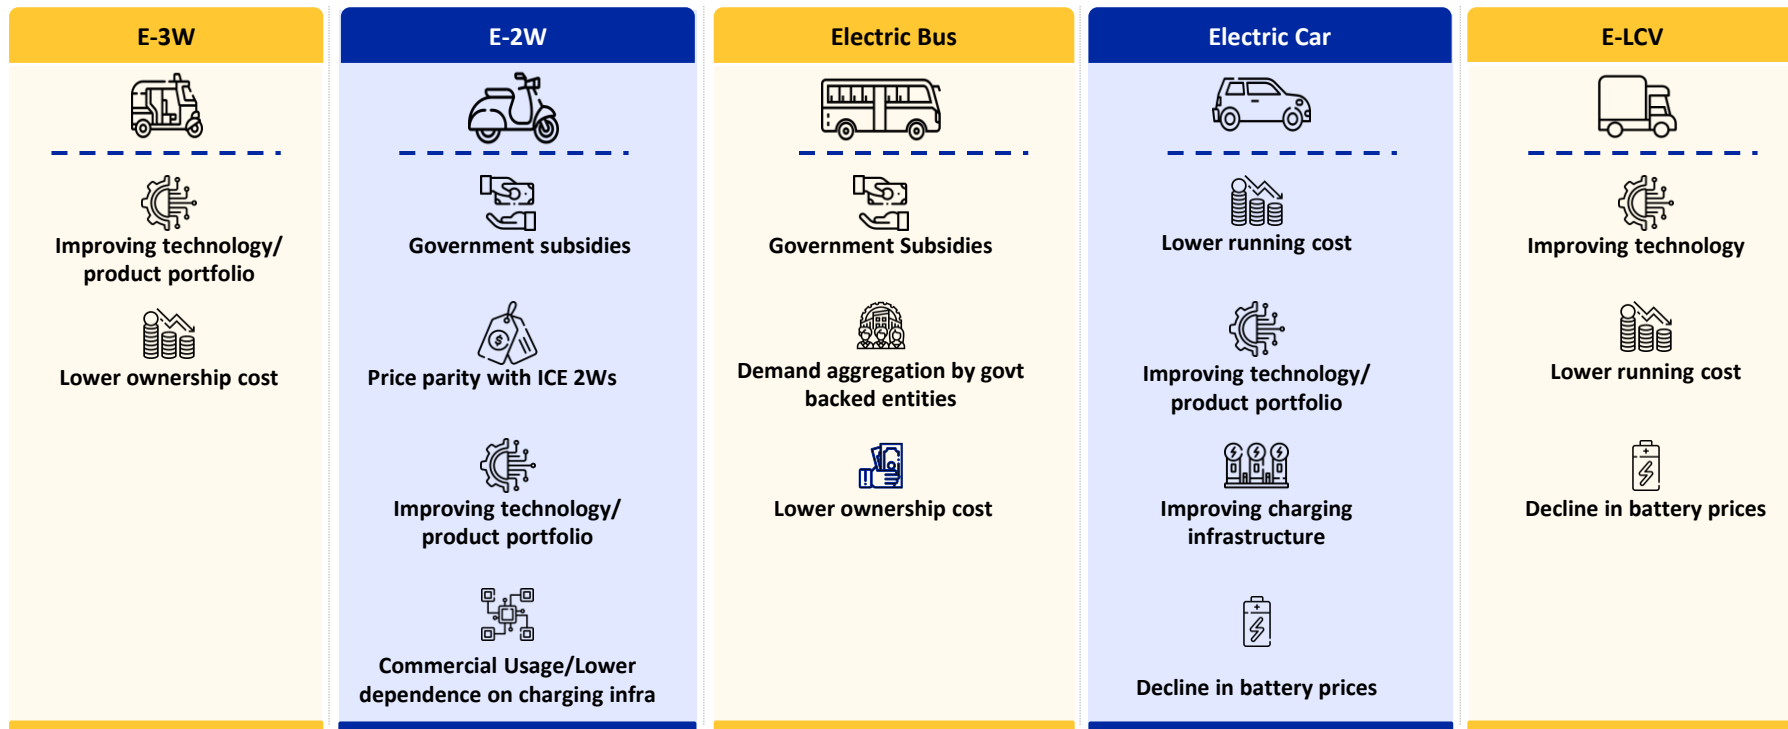 E-3W
Improving technology/
product portfolio
Lower ownership cost
E-2W
Government subsidies
Price parity with ICE 2Ws
Improving technology/
product portfolio
Commercial Usage/Lower
dependence on charging infra
Electric Bus
Government Subsidies
Demand aggregation by govt
backed entities
Lower ownership cost
Electric Car
Lower running cost
Improving technology/
product portfolio
Improving charging
infrastructure
Decline in battery prices
E-LCV
Improving technology
Lower running cost
Decline in battery prices